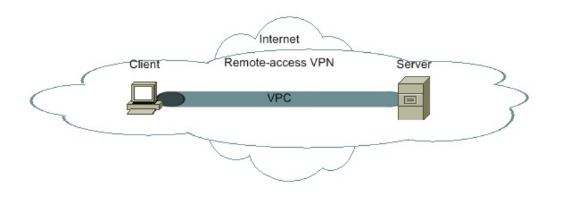 Internet
Client
Remote-access VPN
Server
VPC